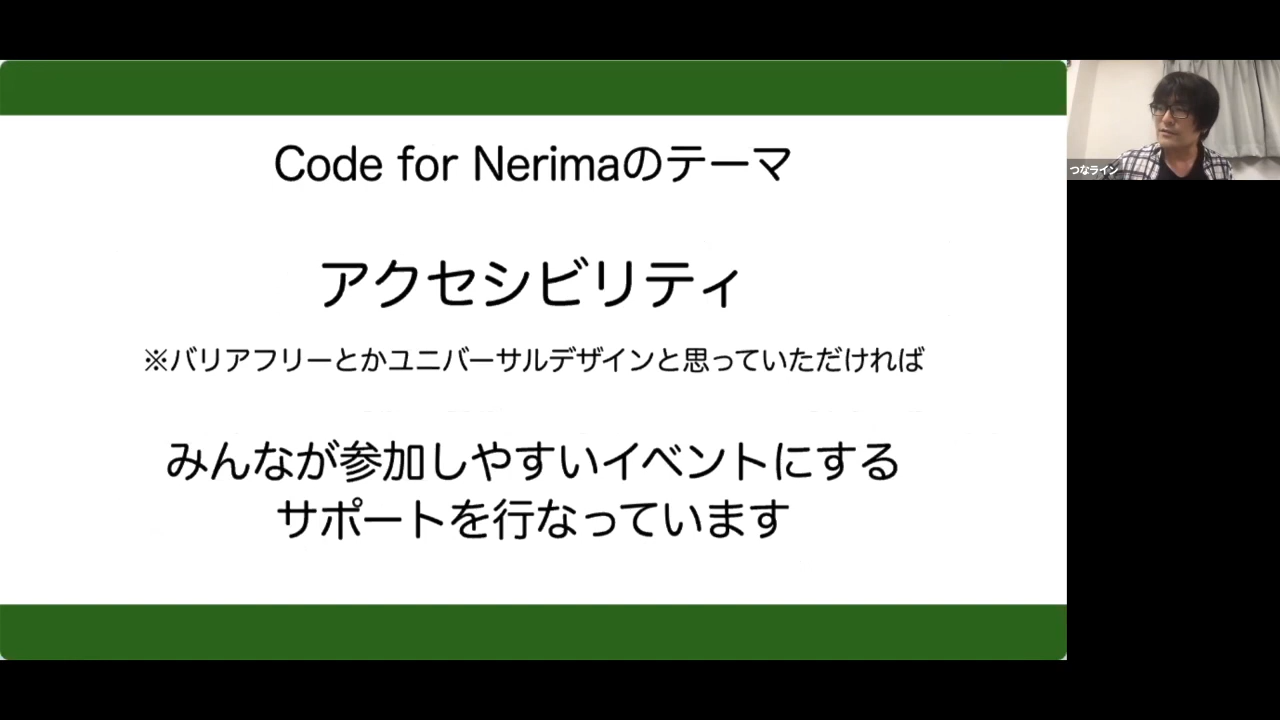 Code for Nerimaのテーマ
アクセシビリティ
※バリアフリーとかユニバーサルデザインと思っていただければ
みんなが参加しやすいイベントにする
サポートを行なっています
つなライン